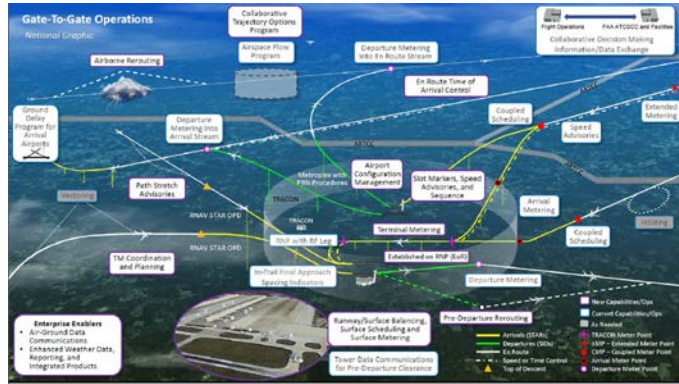 Gate-To-Gate Operations
National Graphic
Collaborative
Trajectory Options
Program
Airspace Flow
Program
Airborne Rerouting
Departure Metering
Into En Route Stream
Flight Operations
FAA ATCSCC and Facilities
Collaborative Decision Making
Information/Data Exchange
En Route Time of
Arrival Control
Ground
Delay
Program for
Arrival
Airports
Departure
Metering Into
Arrival Stream
Coupled
Scheduling
Extended
Metering
Speed
Advisories
ARTCC
ARTCC
Metroplex with
PBN Procedures
Airport
Configuration
Management
Slot Markers, Speed
Advisories, and
Sequence
Vectoring
Path Stretch
Advisories
TRACON
TRACON
Arrival
Metering
Holding
RNAV STAR OPD
RNAV STAR OPD
RNP with RF Leg
Terminal Metering
Coupled
Scheduling
TM Coordination
and Planning
Established on RNP (EoR)
In-Trail Final Approach
Spacing Indicators
Departure Metering
Pre-Departure Rerouting
Enterprise Enablers
• Air-Ground Data
Communications
• Enhanced Weather Data,
Reporting, and
Integrated Products
Runway/Surface Balancing,
Surface Scheduling and
Surface Metering
Tower Data Communications
for Pre-Departure Clearance
New Capabilities/Ops
Current Capabilities/Ops
As Needed
Arrivals (STARs)
Departures (SIDs)
En Route
Speed or Time Control
Top of Descent
TRACON Meter Point
XMP – Extended Meter Point
CMP – Coupled Meter Point
Arrival Meter Point
Departure Meter Point